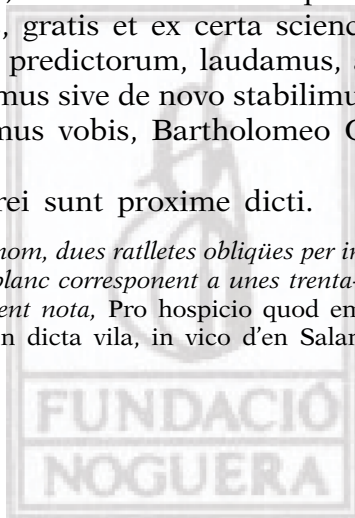 , gratis et ex certa scienc
predictorum, laudamus, a
mus sive de novo stabilimu
mus vobis, Bartholomeo
rei sunt proxime dicti.
nom, dues ratlletes obliqües per in
blanc corresponent a unes trenta-
ent nota, Pro hospicio quod em
n dicta vila, in vico d'en Salar
FUNDACIÓ
NOGUERA